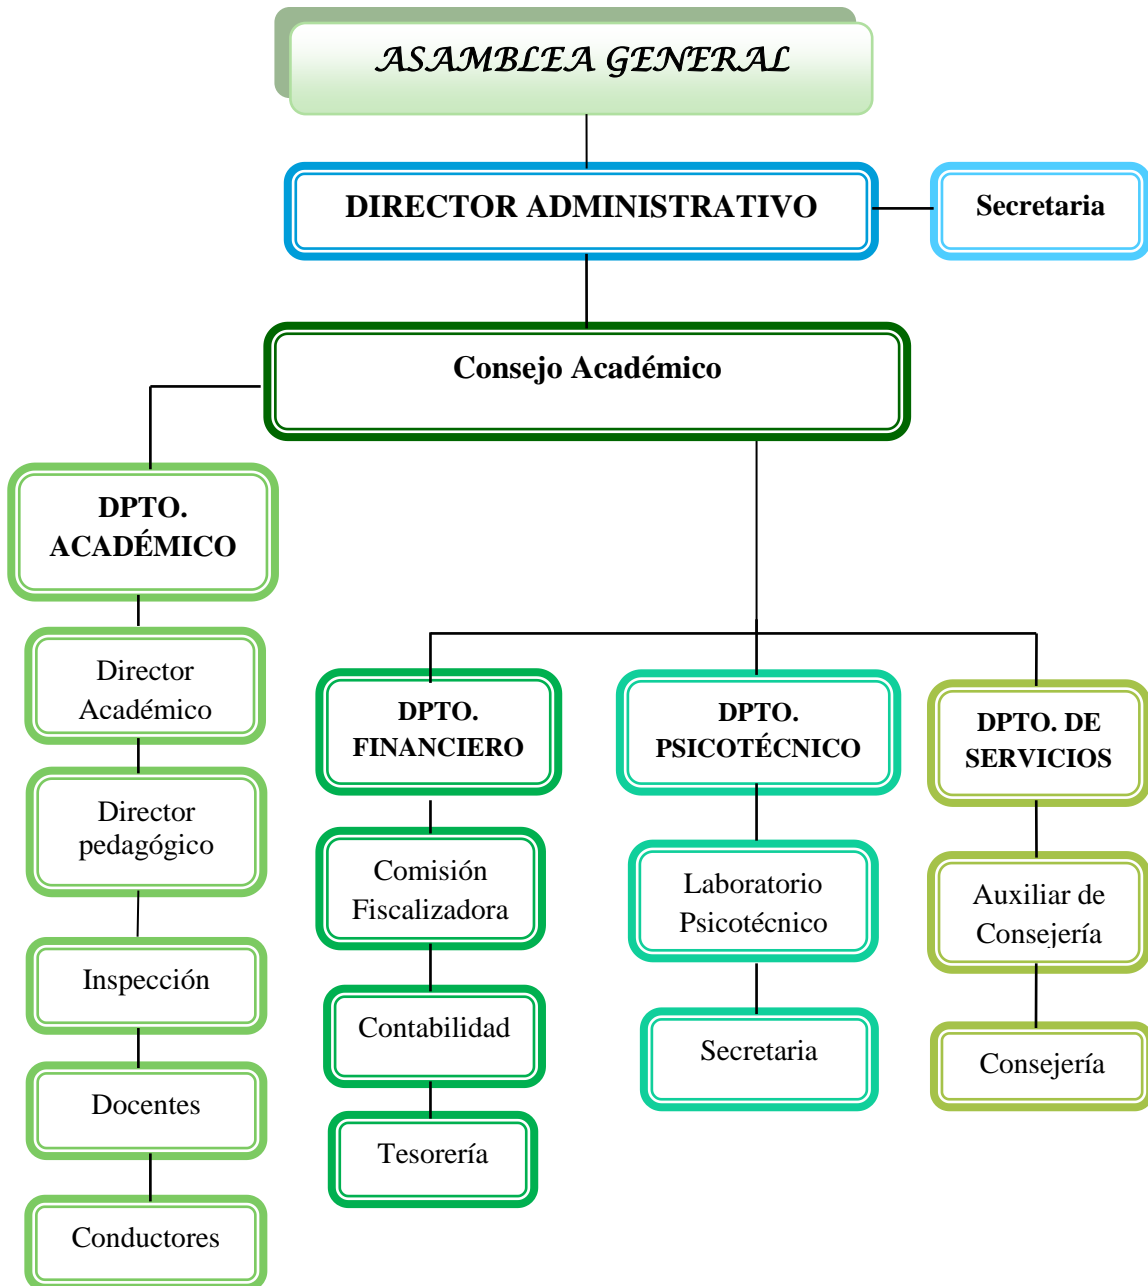 ASAMBLEA GENERAL
DIRECTOR ADMINISTRATIVO
Secretaria
Consejo Académico
DPTO.
ACADÉMICO
Director
Académico
Director
pedagógico
Inspección
Docentes
Conductores
DPTO.
FINANCIERO
Comisión
Fiscalizadora
Contabilidad
Tesorería
DPTO.
PSICOTÉCNICO
Laboratorio
Psicotécnico
Secretaria
DPTO. DE
SERVICIOS
Auxiliar de
Consejería
Consejería